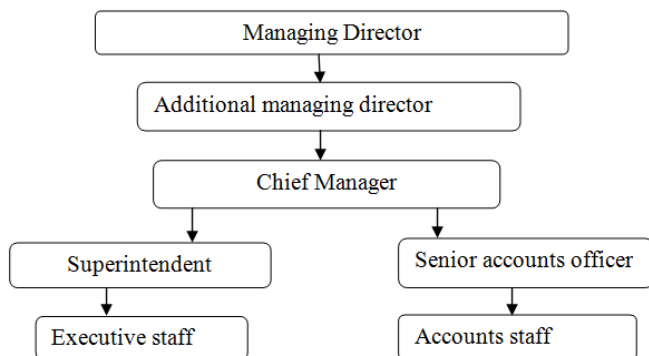 Managing Director
Additional managing director
Chief Manager
Superintendent
Senior accounts officer
Executive staff
Accounts staff